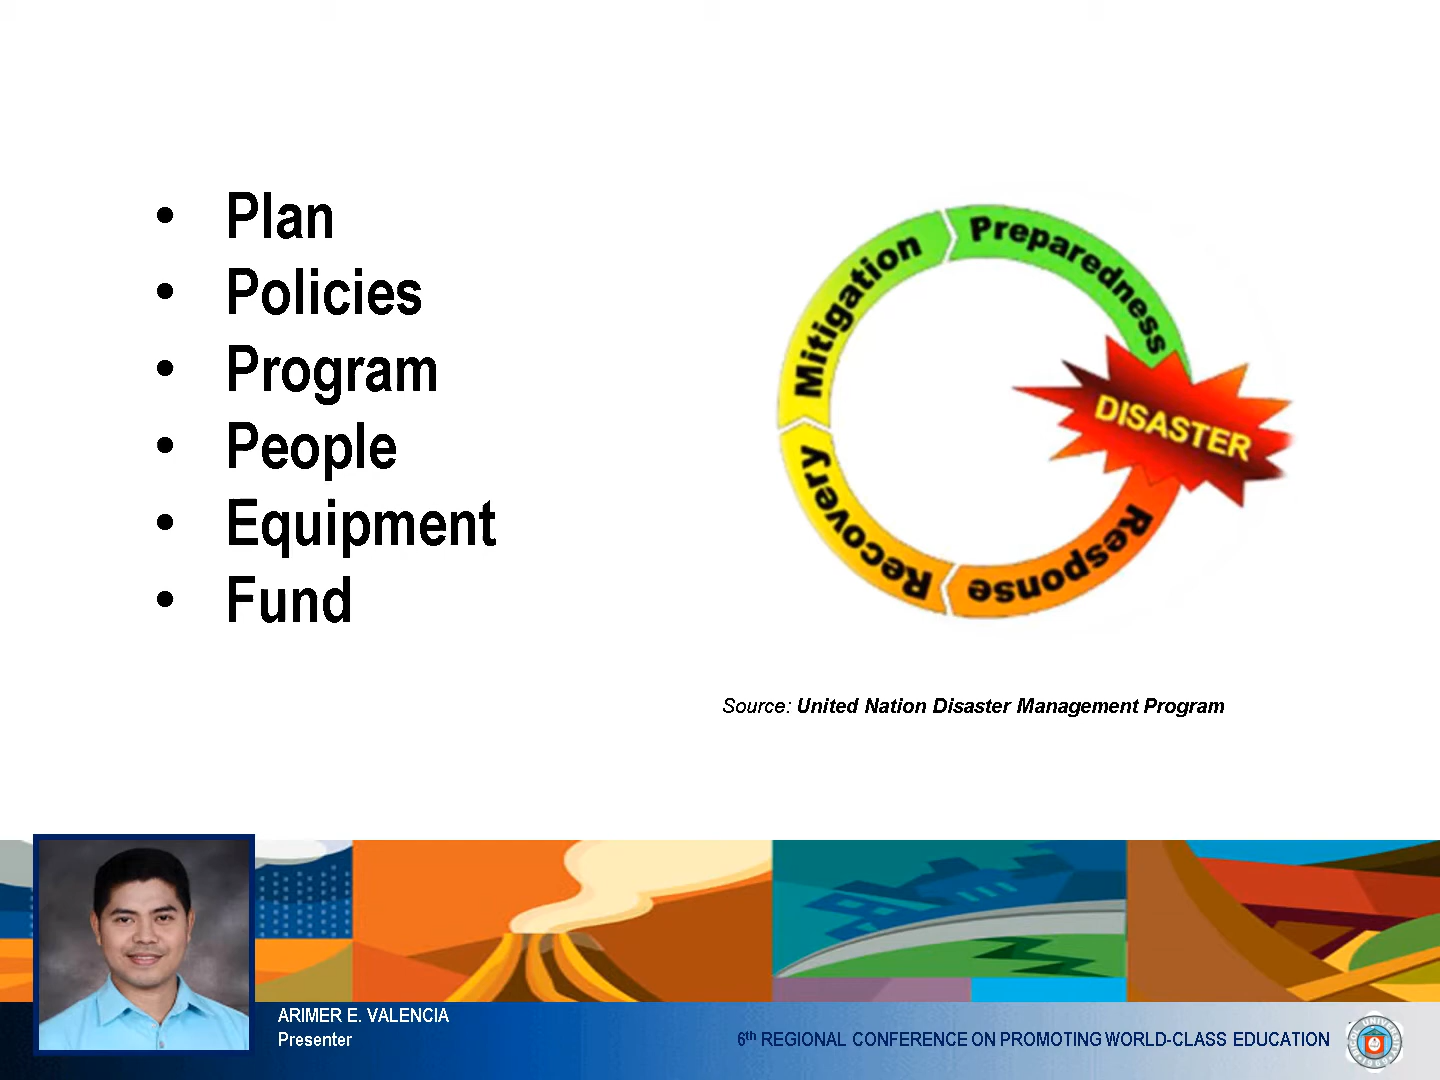 • Plan
• Policies
• Program
• People
• Equipment
• Fund
Mitigation
Preparedness
DISASTER
Response
Recovery
Source: United Nation Disaster Management Program
ARIMER E. VALENCIA
Presenter
6th REGIONAL CONFERENCE ON PROMOTING WORLD-CLASS EDUCATION